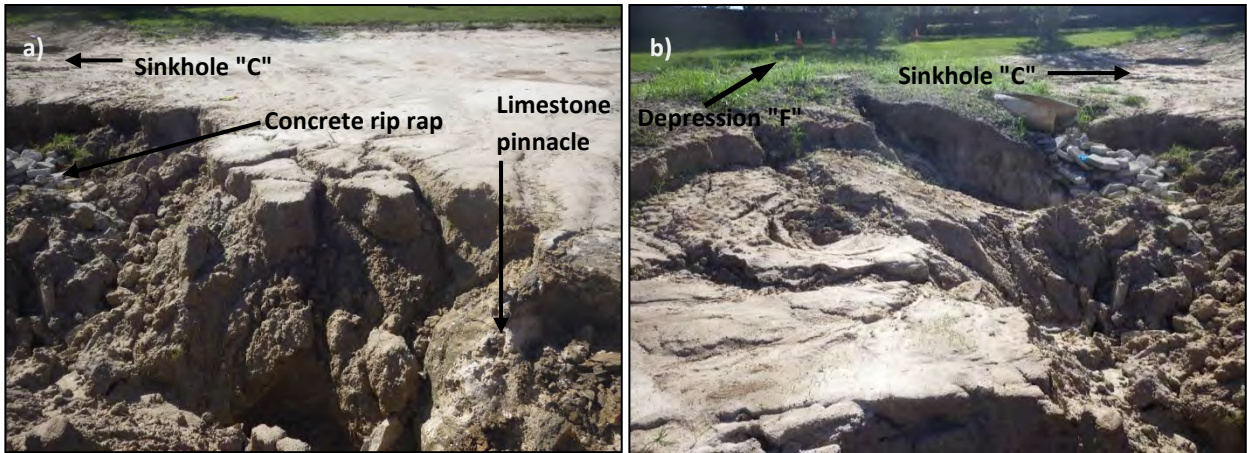 a)
Sinkhole "C"
Concrete rip rap
Limestone
pinnacle
b)
Sinkhole "C"
Depression "F"